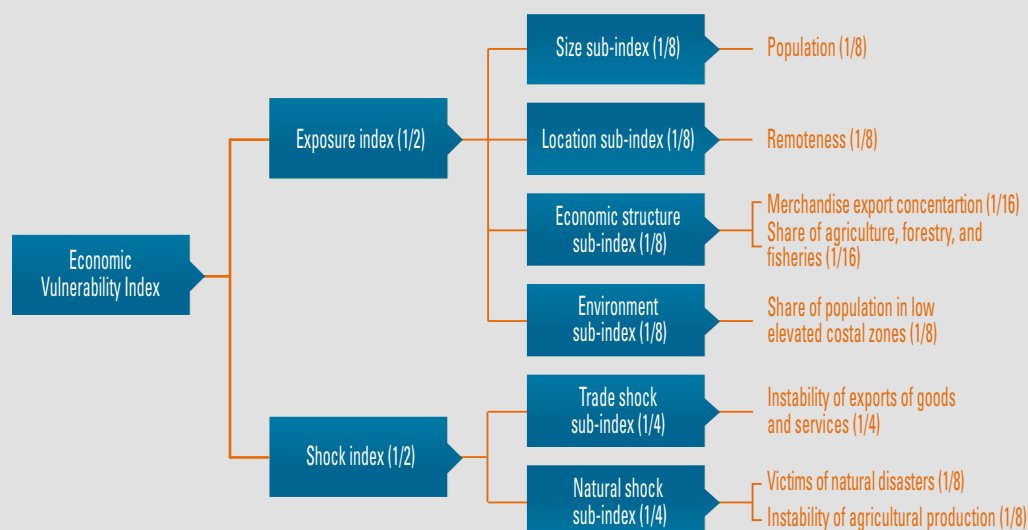 Economic
Vulnerability Index
Exposure index (1/2)
Shock index (1/2)
Size sub-index (1/8)
Location sub-index (1/8)
Economic structure
sub-index (1/8)
Environment
sub-index (1/8)
Trade shock
sub-index (1/4)
Natural shock
sub-index (1/4)
Population (1/8)
Remoteness (1/8)
Merchandise export concentartion (1/16)
Share of agriculture, forestry, and
fisheries (1/16)
Share of population in low
elevated costal zones (1/8)
Instability of exports of goods
and services (1/4)
Victims of natural disasters (1/8)
Instability of agricultural production (1/8)